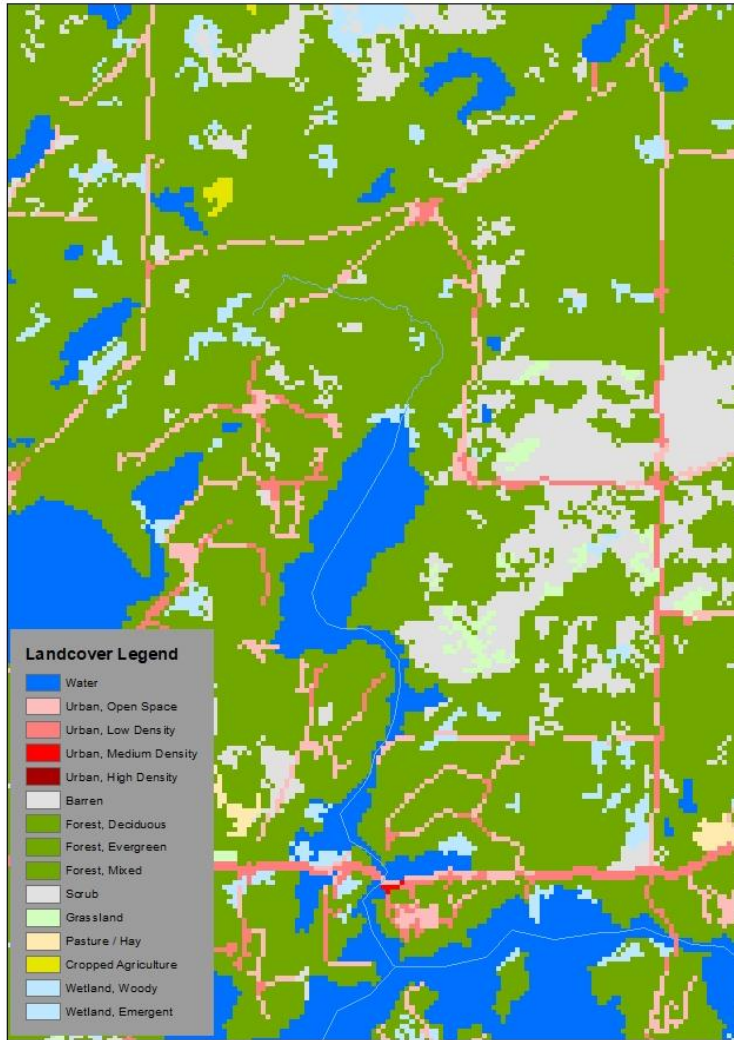 Landcover Legend
Water
Urban, Open Space
Urban, Low Density
Urban, Medium Density
Urban, High Density
Barren
Forest, Deciduous
Forest, Evergreen
Forest, Mixed
Scrub
Grassland
Pasture / Hay
Cropped Agriculture
Wetland, Woody
Wetland, Emergent